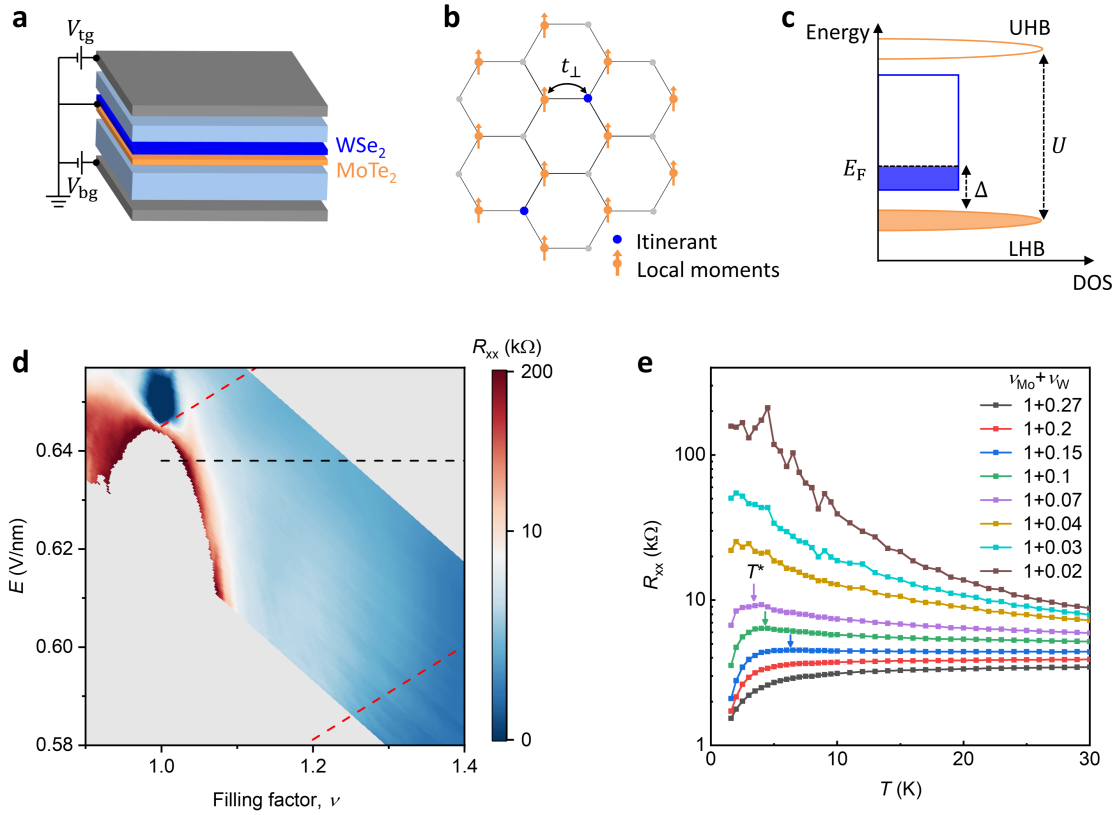 a
V_tg
WSe₂
MoTe₂
V_bg
b
t_⊥
Itinerant
Local moments
c
Energy
UHB
U
E_F
Δ
LHB
DOS
d
R_xx (kΩ)
200
10
0
E (V/nm)
0.64
0.62
0.60
0.58
1.0
1.2
1.4
Filling factor, ν
e
ν_Mo + ν_W
1+0.27
1+0.2
1+0.15
1+0.1
1+0.07
1+0.04
1+0.03
1+0.02
T*
R_xx (kΩ)
100
10
1
0
10
20
30
T (K)